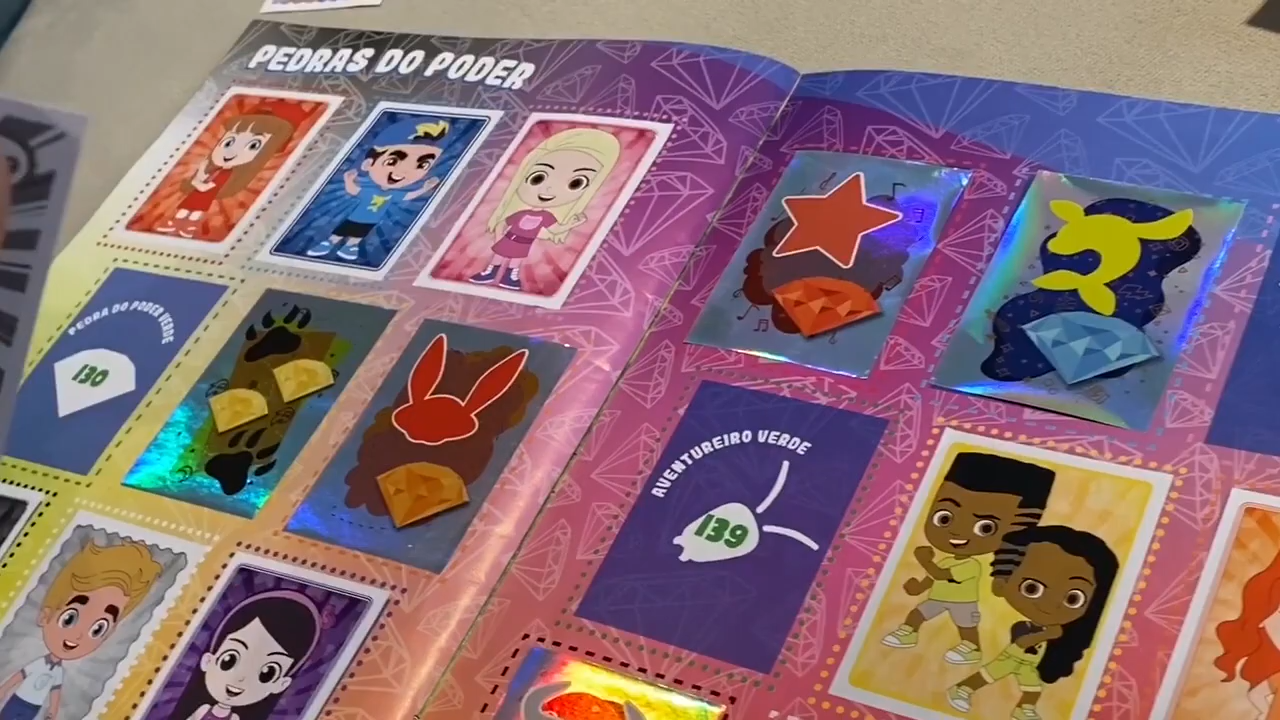 PEDRAS DO PODER
PEDRA DO PODER VERDE
130
AVENTUREIRO VERDE
139